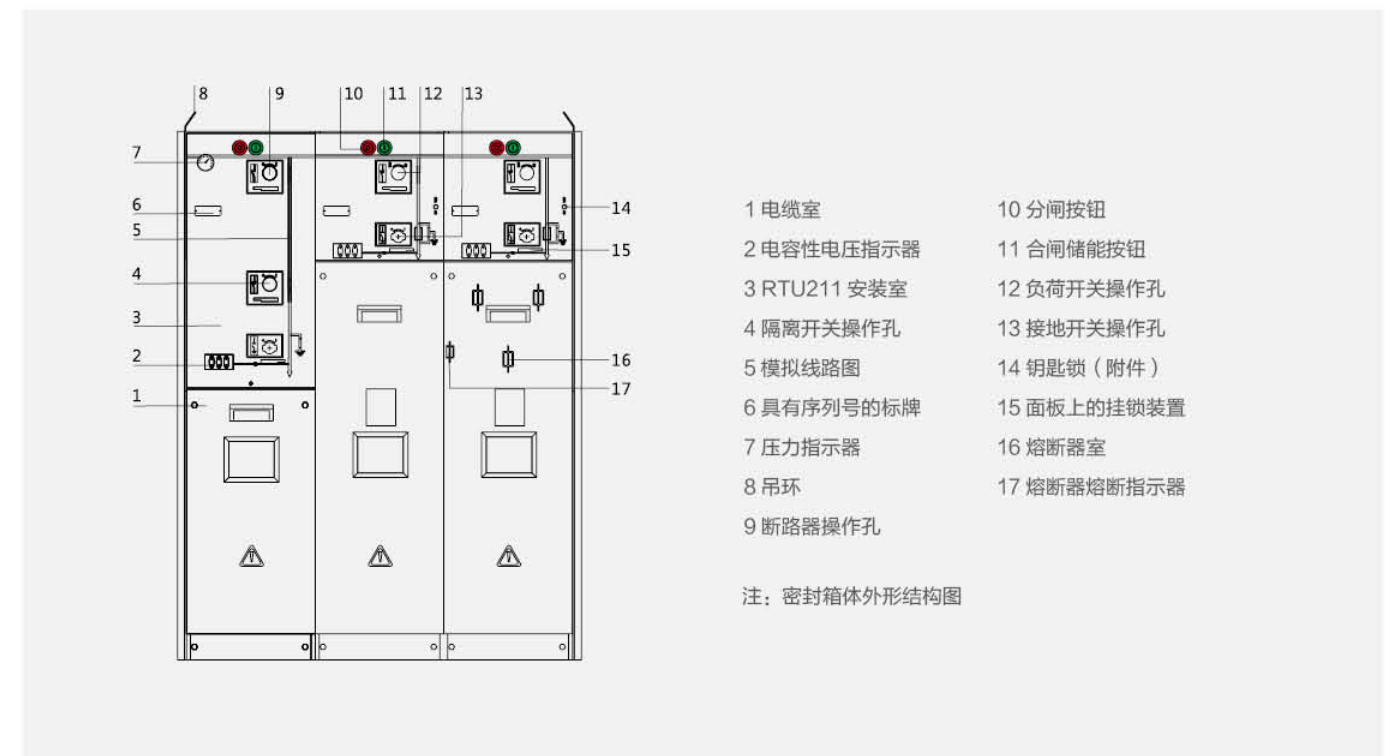 8 9 10 11 12 13
7
6
5
4
3
2
1
14
15
16
17
1 电缆室
2 电容性电压指示器
3 RTU211 安装室
4 隔离开关操作孔
5 模拟线路图
6 具有序列号的标牌
7 压力指示器
8 吊环
9 断路器操作孔
10 分闸按钮
11 合闸储能按钮
12 负荷开关操作孔
13 接地开关操作孔
14 钥匙锁（附件）
15 面板上的挂锁装置
16 熔断器室
17 熔断器熔断指示器
注：密封箱体外形结构图